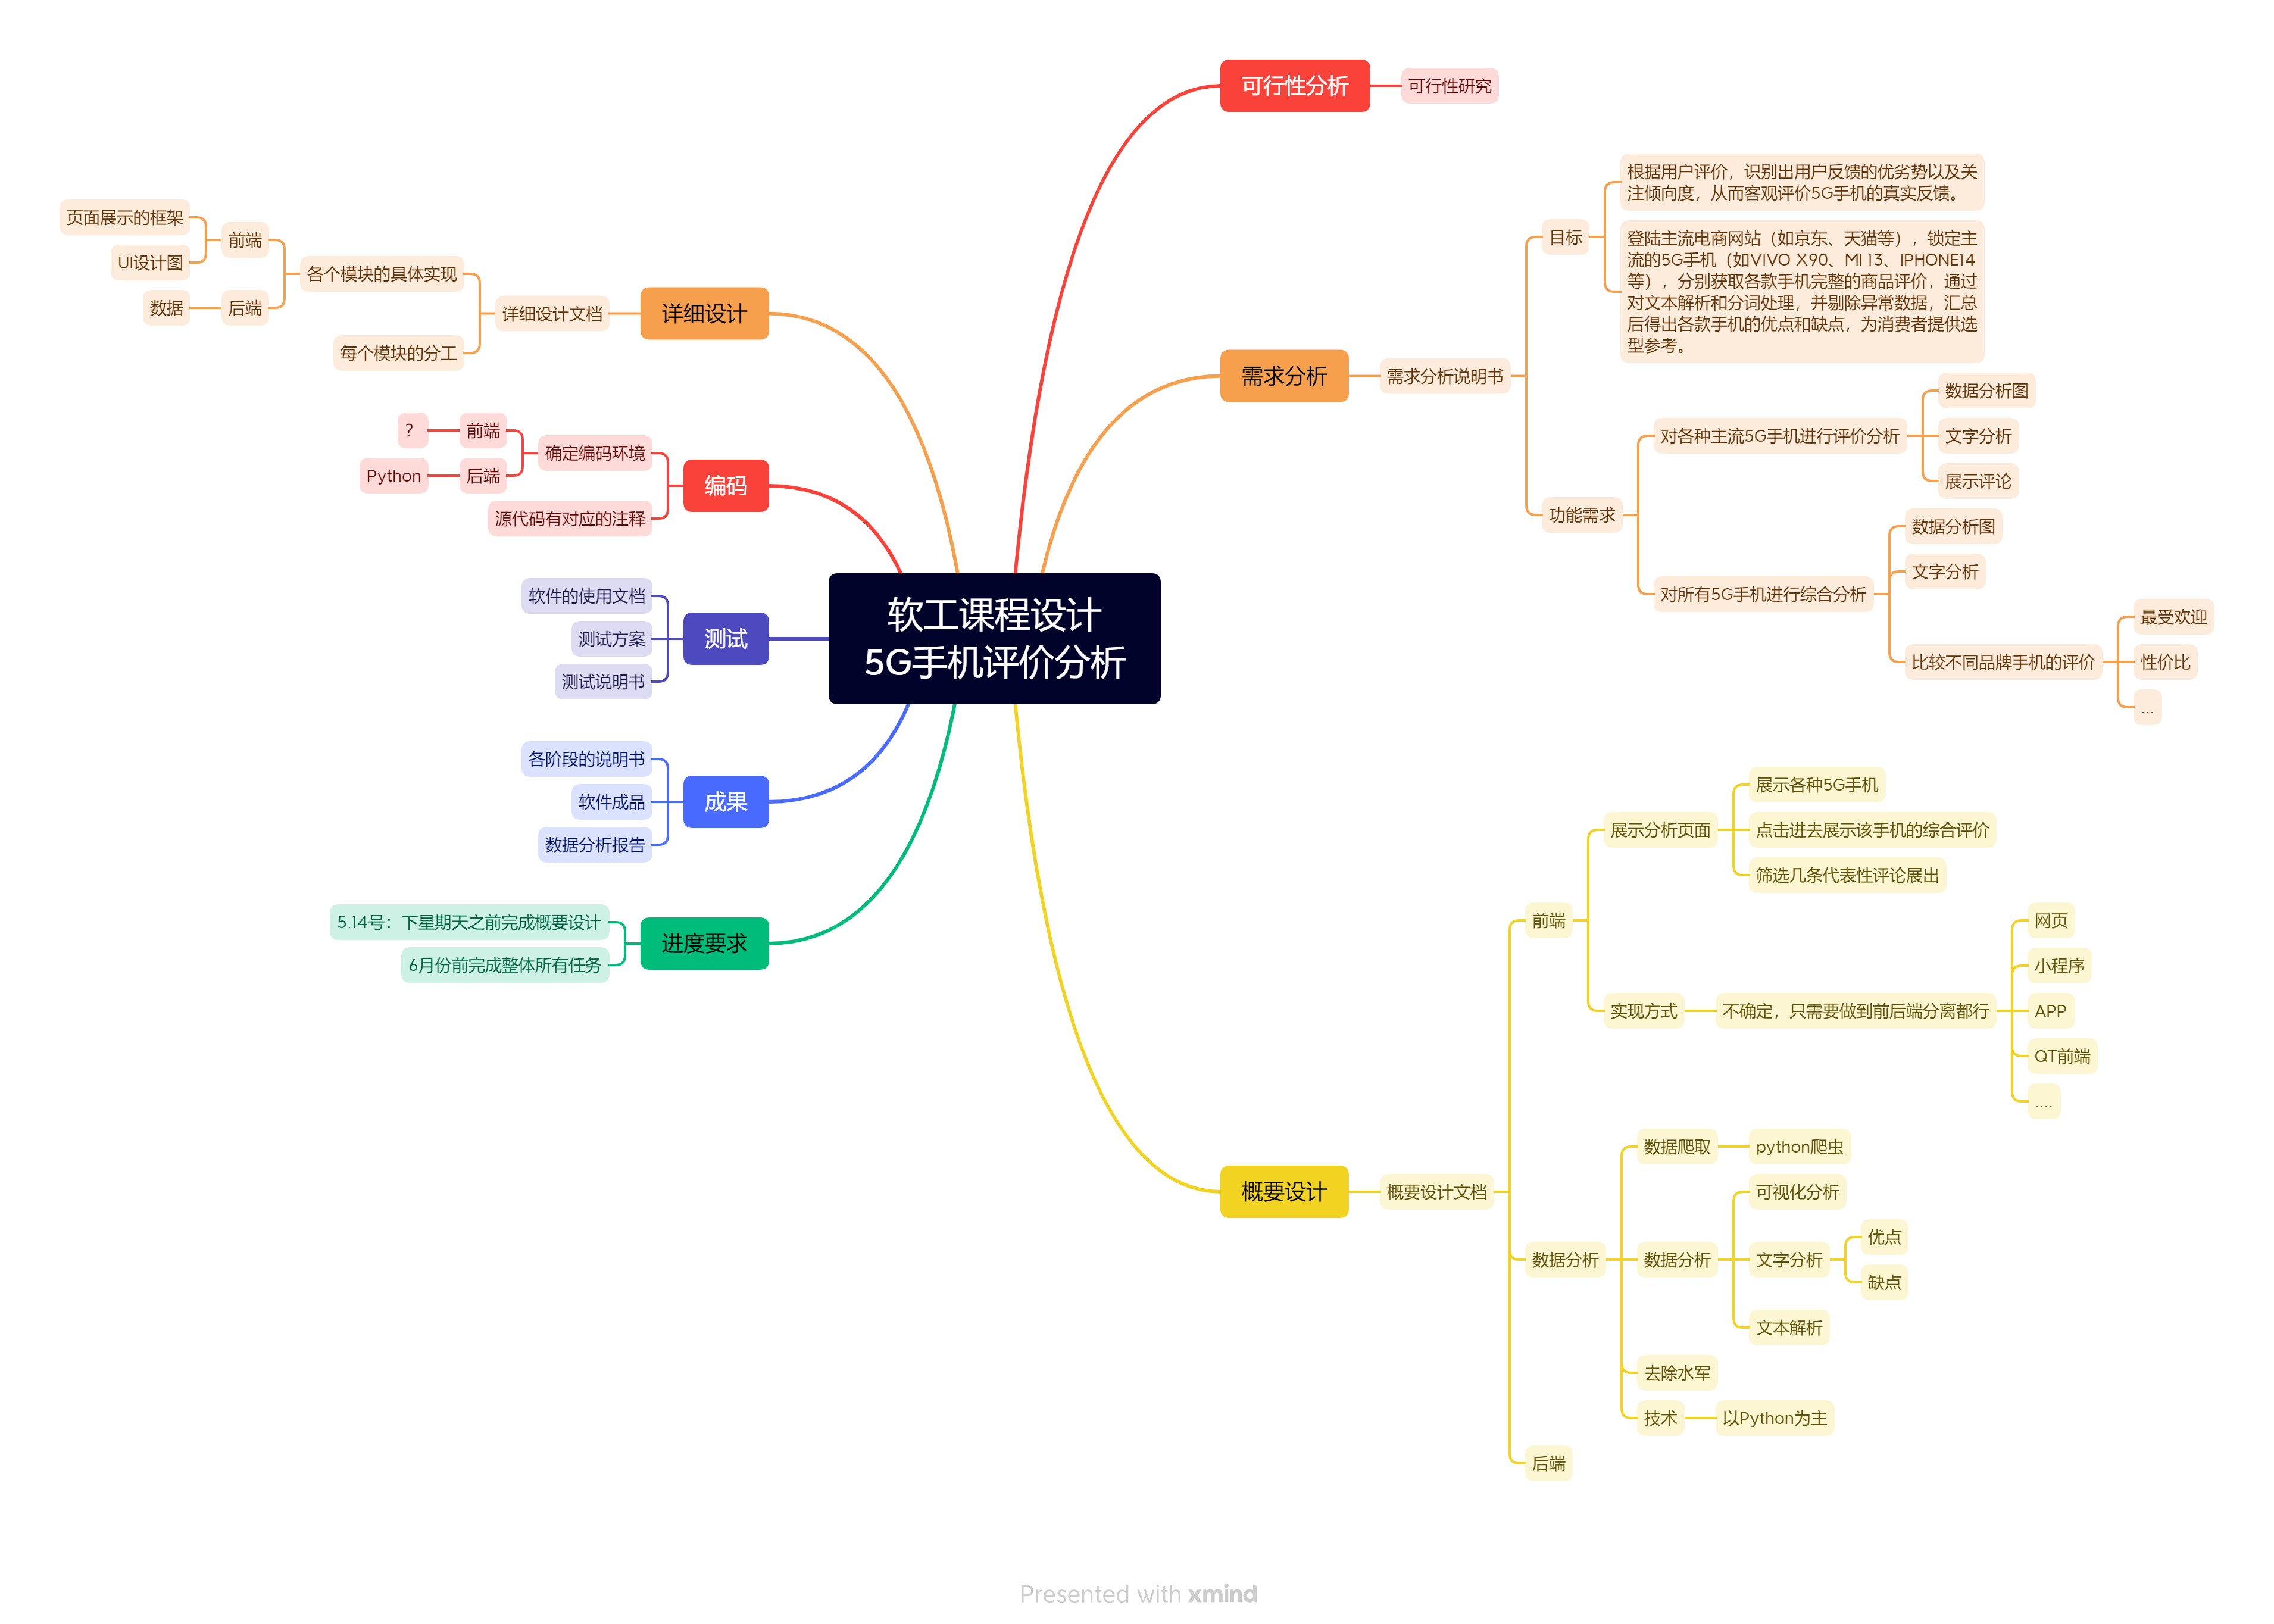 软工课程设计
5G手机评价分析
可行性分析
可行性研究
需求分析
需求分析说明书
目标
根据用户评价，识别出用户反馈的优劣势以及关
注倾向度，从而客观评价5G手机的真实反馈。
登陆主流电商网站（如京东、天猫等），锁定主
流的5G手机（如VIVO X90、MI 13、IPHONE14
等），分别获取各款手机完整的商品评价，通过
对文本解析和分词处理，并剔除异常数据，汇总
后得出各款手机的优点和缺点，为消费者提供选
型参考。
功能需求
对各种主流5G手机进行评价分析
数据分析图
文字分析
展示评论
对所有5G手机进行综合分析
数据分析图
文字分析
比较不同品牌手机的评价
最受欢迎
性价比
...
概要设计
概要设计文档
前端
展示分析页面
展示各种5G手机
点击进去展示该手机的综合评价
筛选几条代表性评论展出
实现方式
不确定，只需要做到前后端分离都行
网页
小程序
APP
QT前端
....
数据分析
数据爬取
python爬虫
数据分析
可视化分析
文字分析
优点
缺点
文本解析
去除水军
技术
以Python为主
后端
详细设计
详细设计文档
各个模块的具体实现
前端
页面展示的框架
UI设计图
后端
数据
每个模块的分工
编码
确定编码环境
前端
？
后端
Python
源代码有对应的注释
测试
软件的使用文档
测试方案
测试说明书
成果
各阶段的说明书
软件成品
数据分析报告
进度要求
5.14号：下星期天之前完成概要设计
6月份前完成整体所有任务
Presented with xmind